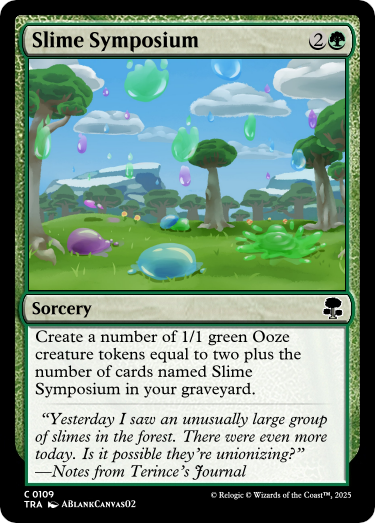 Slime Symposium 2
Sorcery
Create a number of 1/1 green Ooze
creature tokens equal to two plus the
number of cards named Slime
Symposium in your graveyard.
“Yesterday I saw an unusually large group
of slimes in the forest. There were even more
today. Is it possible they’re unionizing?”
—Notes from Terince’s Journal
C 0109
TRA ABlankCanvas02
© Relogic © Wizards of the Coast™, 2025